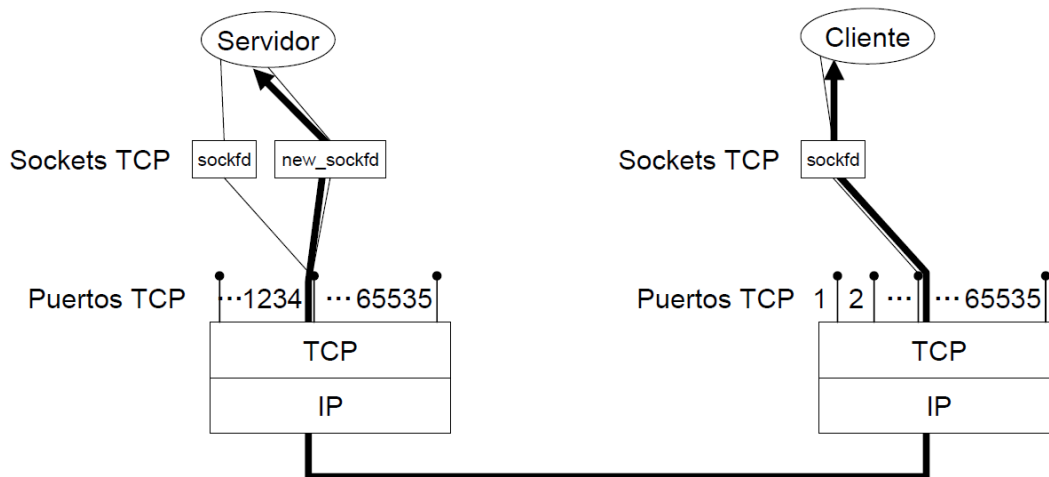 Servidor
Cliente
Sockets TCP
sockfd
new_sockfd
Sockets TCP
sockfd
Puertos TCP
...1234
...65535
Puertos TCP
1
2
...
...65535
TCP
TCP
IP
IP